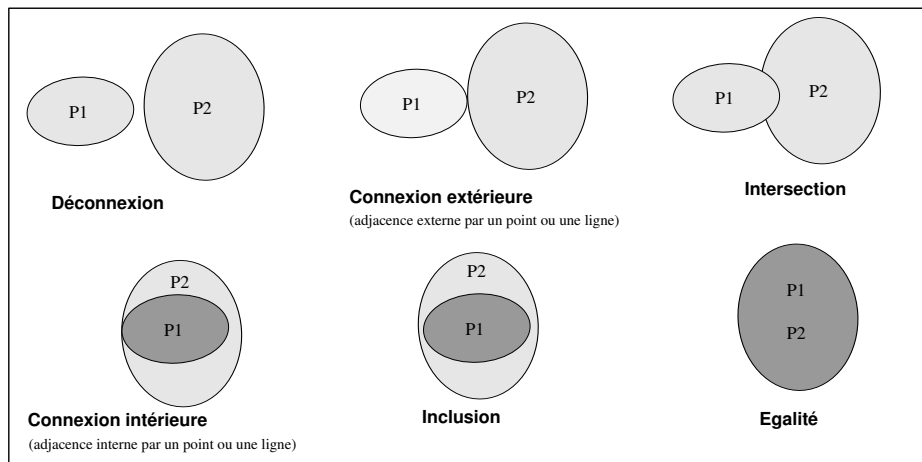 P1
P2
Déconnexion
P1
P2
Connexion extérieure
(adjacence externe par un point ou une ligne)
P1
P2
Intersection
P2
P1
Connexion intérieure
(adjacence interne par un point ou une ligne)
P2
P1
Inclusion
P1
P2
Egalité